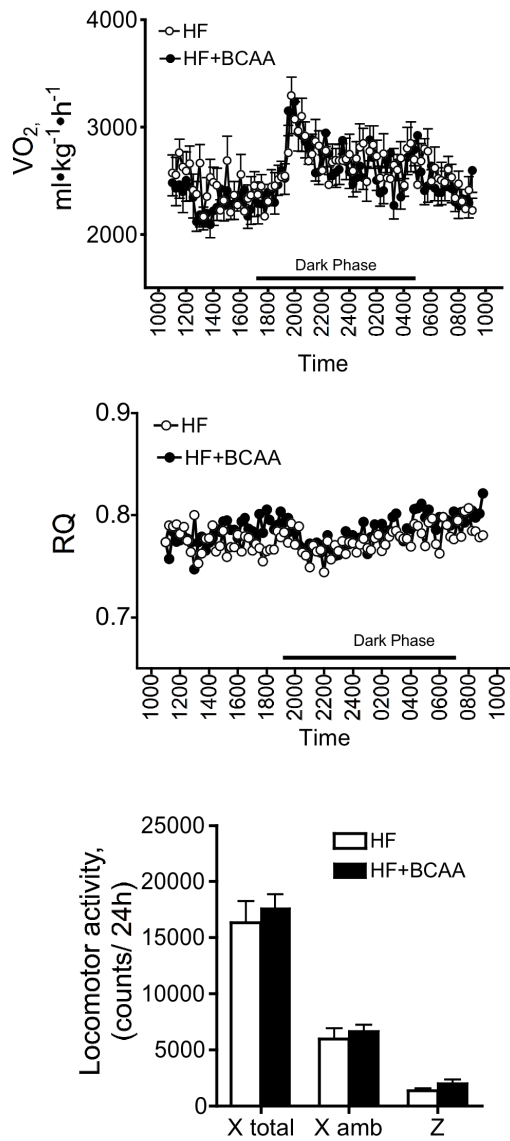 4000
HF
HF+BCAA
3000
VO2,
ml•kg-1•h-1
2000
Dark Phase
1000 1200 1400 1600 1800 2000 2200 2400 0200 0400 0600 0800 1000
Time
0.9
HF
HF+BCAA
0.8
RQ
0.7
Dark Phase
1000 1200 1400 1600 1800 2000 2200 2400 0200 0400 0600 0800 1000
Time
25000
HF
20000
HF+BCAA
15000
Locomotor activity,
(counts/ 24h)
10000
5000
0
X total X amb Z